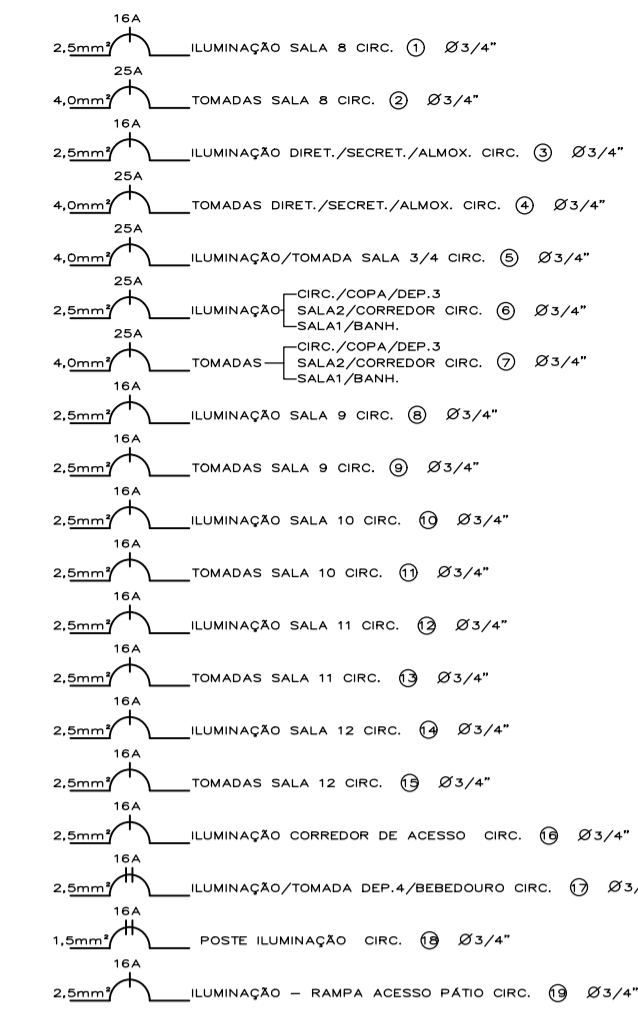 16A
2,5mm² ILUMINAÇÃO SALA 8 CIRC. 1 Ø3/4"
25A
4,0mm² TOMADAS SALA 8 CIRC. 2 Ø3/4"
16A
2,5mm² ILUMINAÇÃO DIRET./SECRET./ALMOX. CIRC. 3 Ø3/4"
25A
4,0mm² TOMADAS DIRET./SECRET./ALMOX. CIRC. 4 Ø3/4"
25A
4,0mm² ILUMINAÇÃO/TOMADA SALA 3/4 CIRC. 5 Ø3/4"
25A
CIRC./COPA/DEP.3
2,5mm² ILUMINAÇÃO SALA2/CORREDOR CIRC. 6 Ø3/4"
SALA1/BANH.
25A
CIRC./COPA/DEP.3
4,0mm² TOMADAS SALA2/CORREDOR CIRC. 7 Ø3/4"
SALA1/BANH.
16A
2,5mm² ILUMINAÇÃO SALA 9 CIRC. 8 Ø3/4"
16A
2,5mm² TOMADAS SALA 9 CIRC. 9 Ø3/4"
16A
2,5mm² ILUMINAÇÃO SALA 10 CIRC. 10 Ø3/4"
16A
2,5mm² TOMADAS SALA 10 CIRC. 11 Ø3/4"
16A
2,5mm² ILUMINAÇÃO SALA 11 CIRC. 12 Ø3/4"
16A
2,5mm² TOMADAS SALA 11 CIRC. 13 Ø3/4"
16A
2,5mm² ILUMINAÇÃO SALA 12 CIRC. 14 Ø3/4"
16A
2,5mm² TOMADAS SALA 12 CIRC. 15 Ø3/4"
16A
2,5mm² ILUMINAÇÃO CORREDOR DE ACESSO CIRC. 16 Ø3/4"
16A
2,5mm² ILUMINAÇÃO/TOMADA DEP.4/BEBEDOURO CIRC. 17 Ø3/
16A
1,5mm² POSTE ILUMINAÇÃO CIRC. 18 Ø3/4"
16A
2,5mm² ILUMINAÇÃO – RAMPA ACESSO PÁTIO CIRC. 19 Ø3/4"